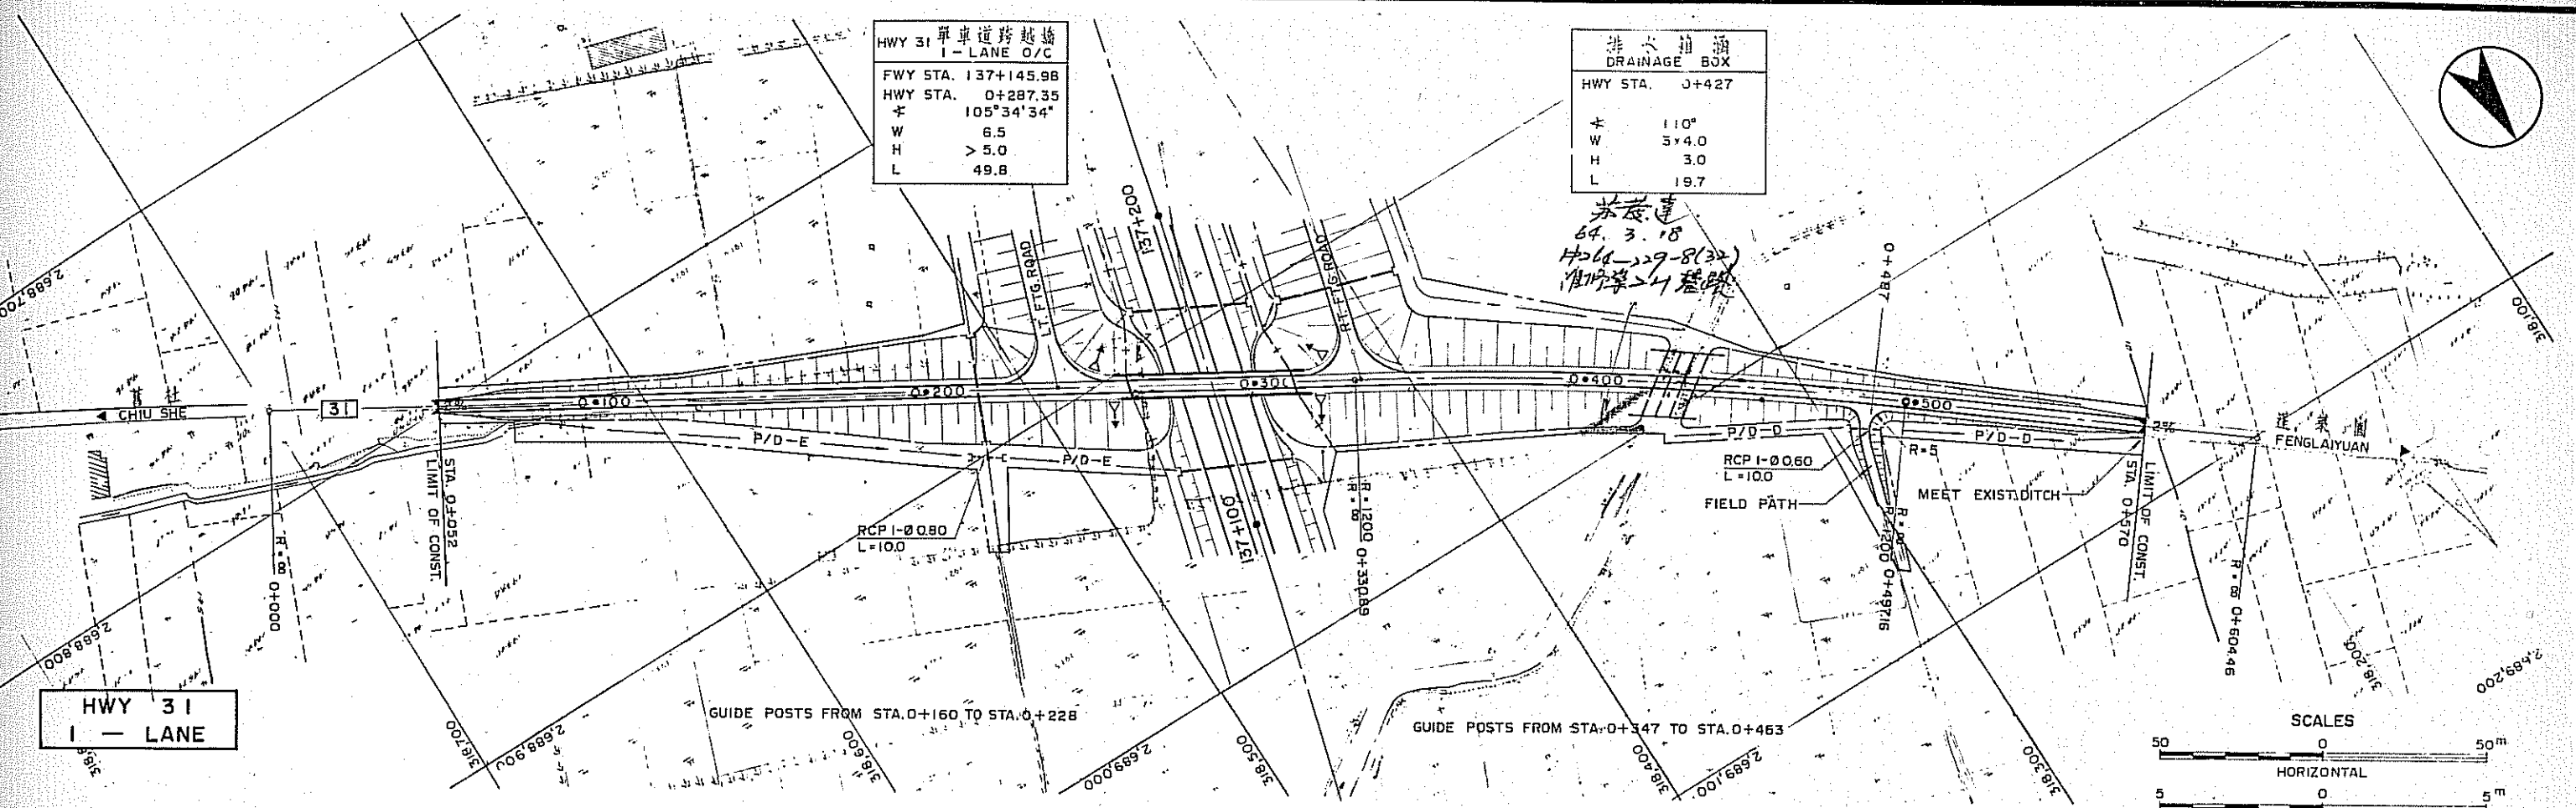 HWY 31 單車道跨越橋
1 - LANE O/C
FWY STA. 137+145.98
HWY STA. 0+287.35
∢ 105°34'34"
W 6.5
H > 5.0
L 49.8
排水箱涵
DRAINAGE BOX
HWY STA. 0+427
∢ 110°
W 3×4.0
H 3.0
L 19.7
64. 3. 18
2,688,700
137+200
LT. FTG. ROAD
RT. FTG. ROAD
0+487
318,100
舊社
CHIU SHE
31
0+100
0+200
0+300
0+400
0+500
2%
FENGLAIYUAN
P/D-E
P/D-E
P/D-D
P/D-D
R=5
RCP 1-Ø 0.60
L=10.0
FIELD PATH
MEET EXIST. DITCH
STA. 0+052
LIMIT OF CONST.
R=∞ 0+000
RCP 1-Ø 0.80
L=10.0
137+100
R=∞
R=1200 0+330.89
R=1200 0+497.16
R=∞
STA. 0+570
LIMIT OF CONST.
R=∞ 0+604.46
2,688,800
318,700
2,688,900
318,600
2,689,000
318,500
318,400
2,689,100
318,300
318,200
2,689,200
HWY 31
1 — LANE
GUIDE POSTS FROM STA. 0+160 TO STA. 0+228
GUIDE POSTS FROM STA. 0+347 TO STA. 0+463
SCALES
50 0 50m
HORIZONTAL
5 0 5m